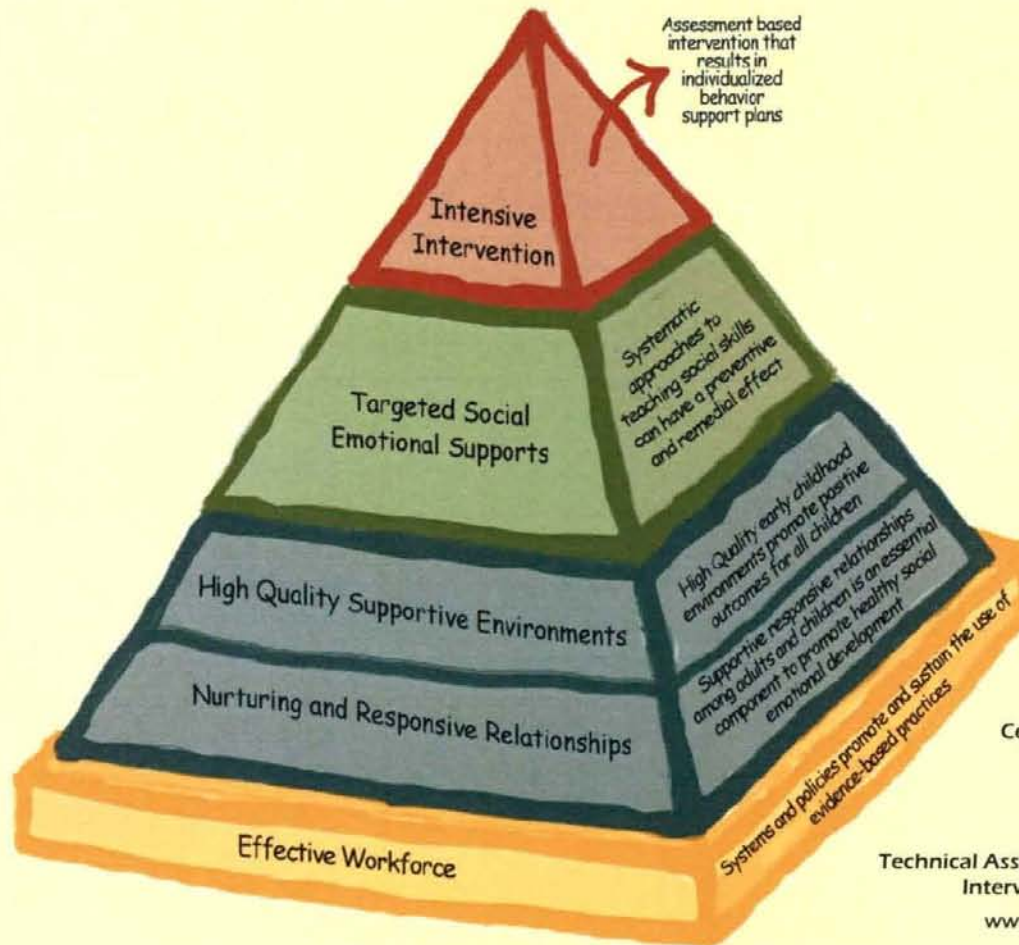 Assessment based
intervention that
results in
individualized
behavior
support plans
Intensive
Intervention
Systematic
approaches to
teaching social skills
can have a preventive
and remedial effect
Targeted Social
Emotional Supports
High Quality early childhood
environments promote positive
outcomes for all children
High Quality Supportive Environments
Supportive responsive relationships
among adults and children is an essential
component to promote healthy social
emotional development
Nurturing and Responsive Relationships
Systems and policies promote and sustain the use of
evidence-based practices
Effective Workforce
Technical